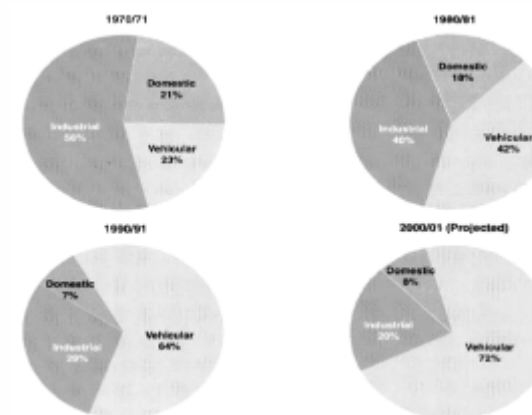 1970/71
Domestic
21%
Industrial
56%
Vehicular
23%
1980/81
Domestic
18%
Industrial
40%
Vehicular
42%
1990/91
Domestic
7%
Industrial
29%
Vehicular
64%
2000/01 (Projected)
Domestic
8%
Industrial
20%
Vehicular
72%